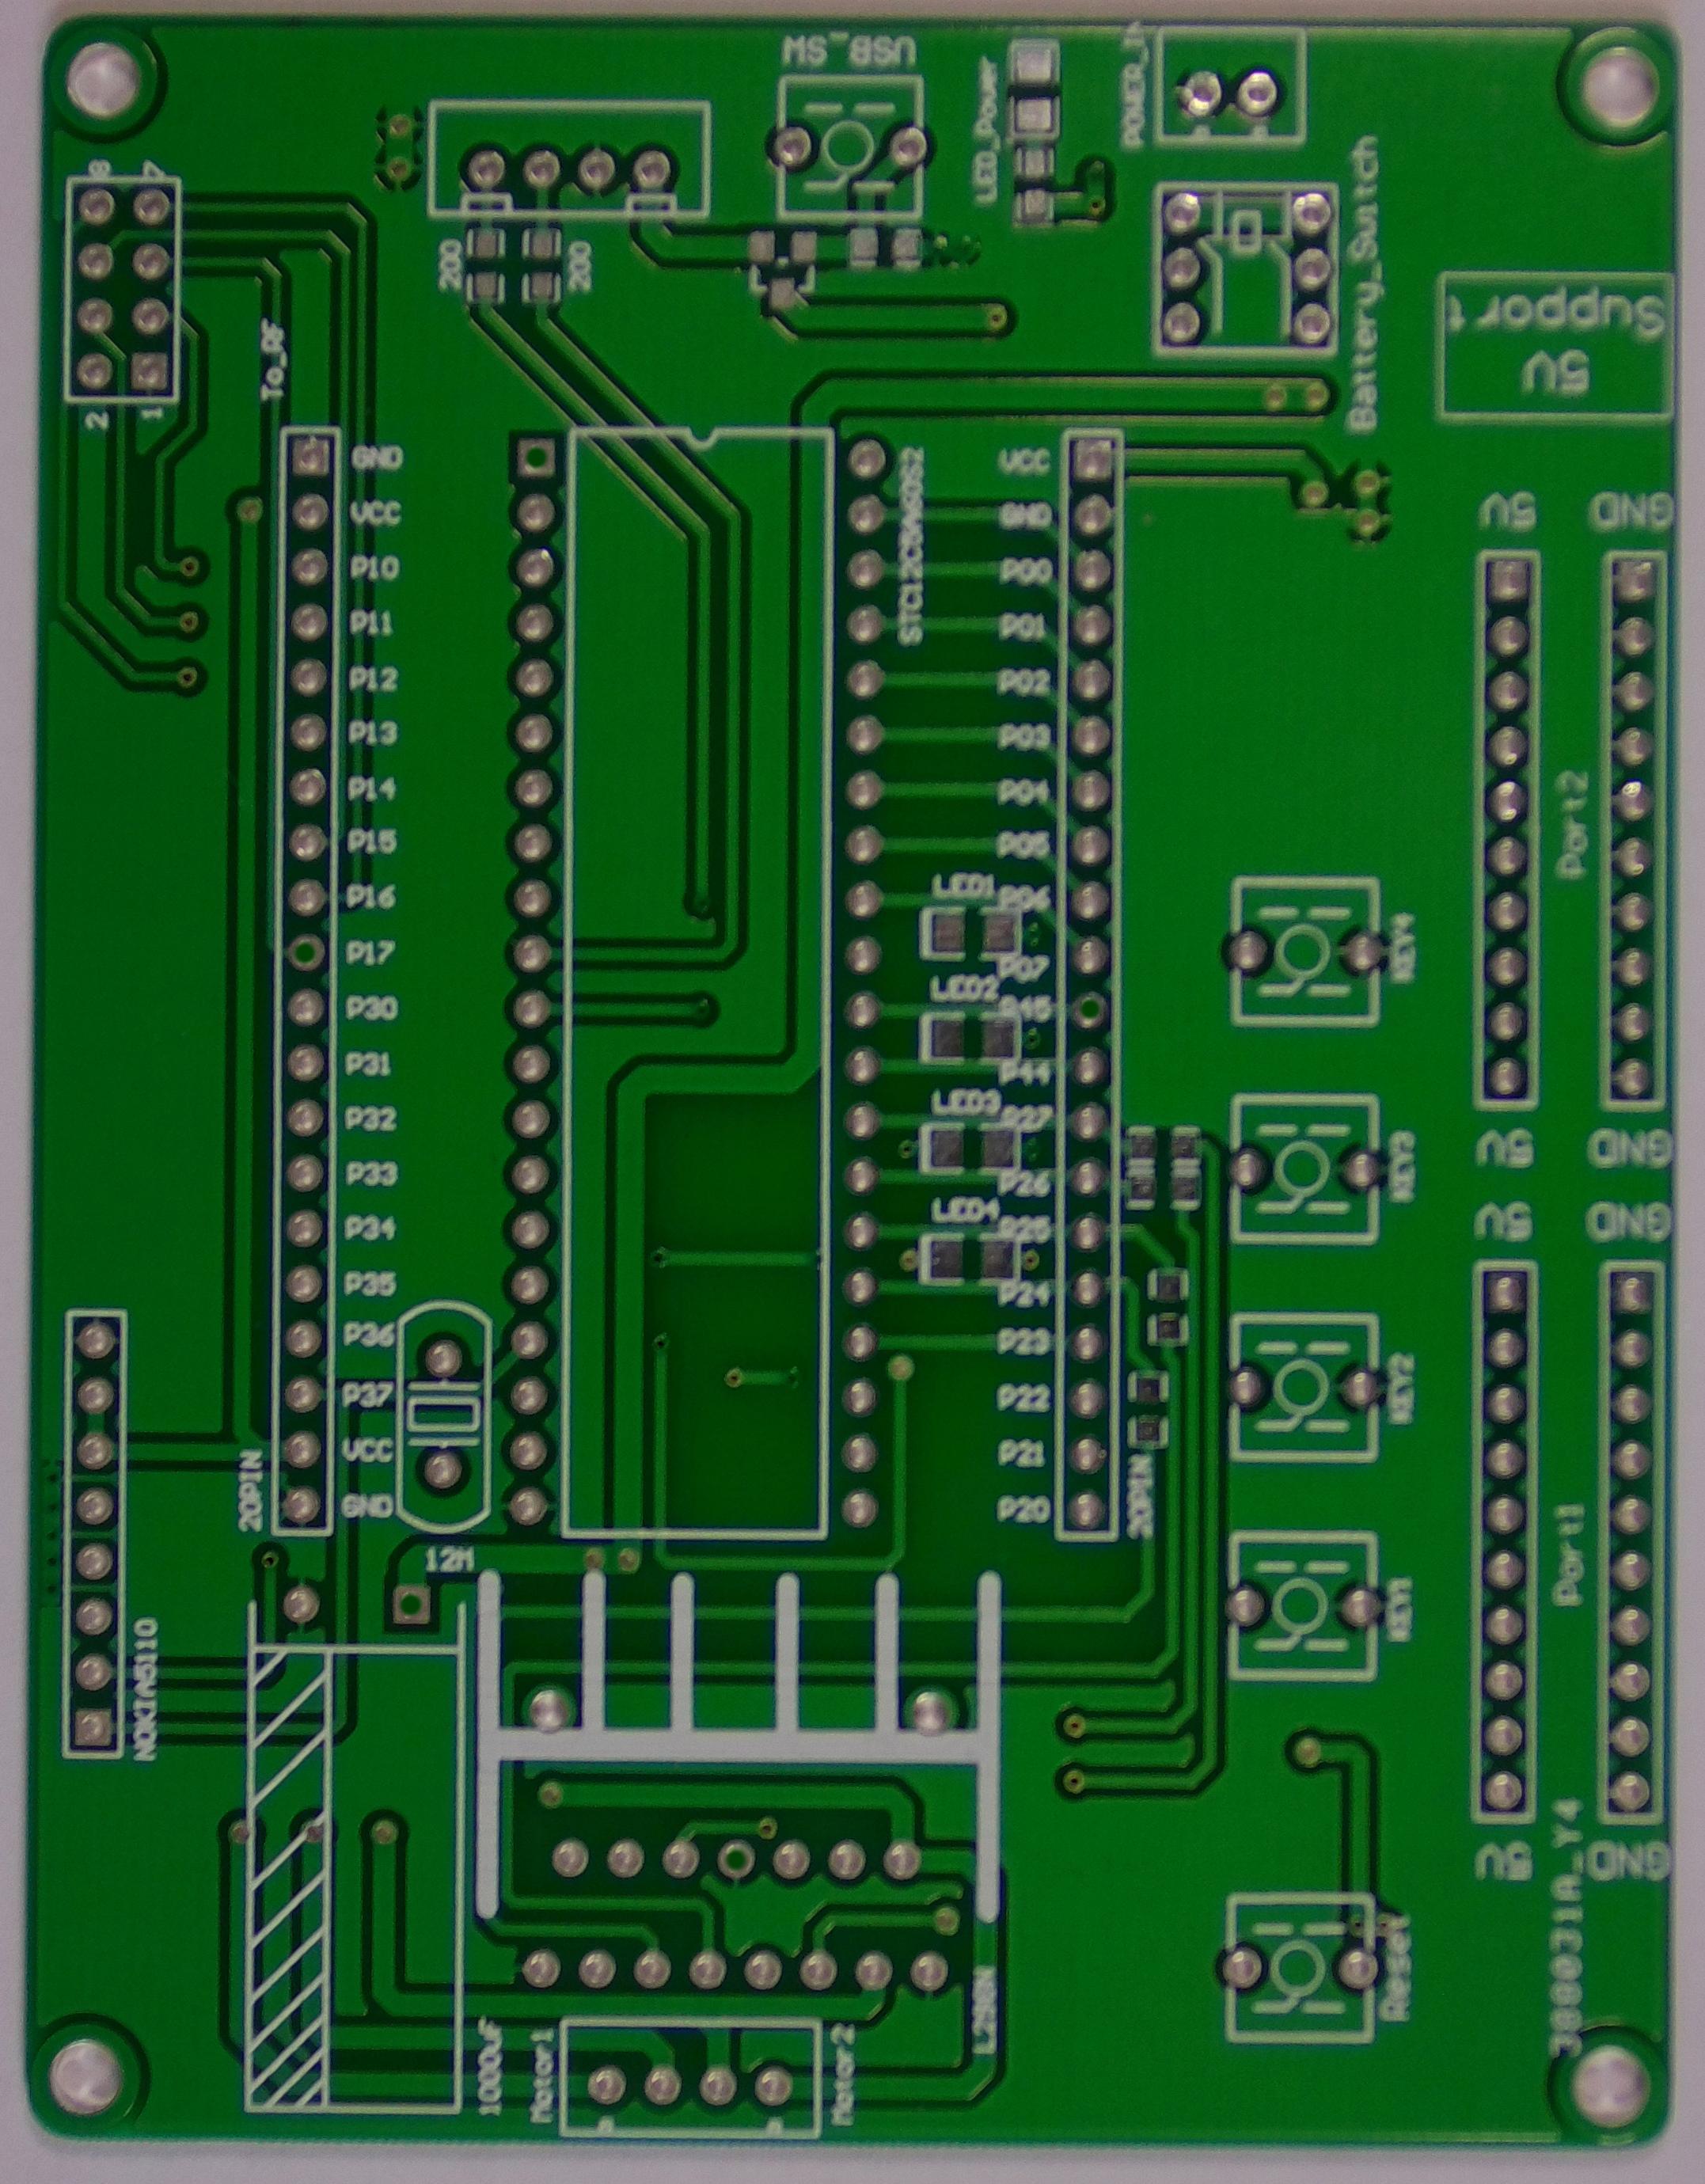 USB_SW
LED_Power
POWER_IN
8
7
200
200
Battery_Switch
5V
Support
To_RF
2
1
GND
VCC
P10
P11
P12
P13
P14
P15
P16
P17
P30
P31
P32
P33
P34
P35
P36
P37
VCC
GND
20PIN
12M
VCC
GND
P00
P01
P02
P03
P04
P05
P06
P07
P45
P44
P27
P26
P25
P24
P23
P22
P21
P20
20PIN
LED1
LED2
LED3
LED4
5V
GND
Port2
5V
GND
5V
GND
Port1
5V
GND
KEY4
KEY3
KEY2
KEY1
Reset
NOKIA5110
1000uF
Motor1
Motor2
L298N
388031A_Y4